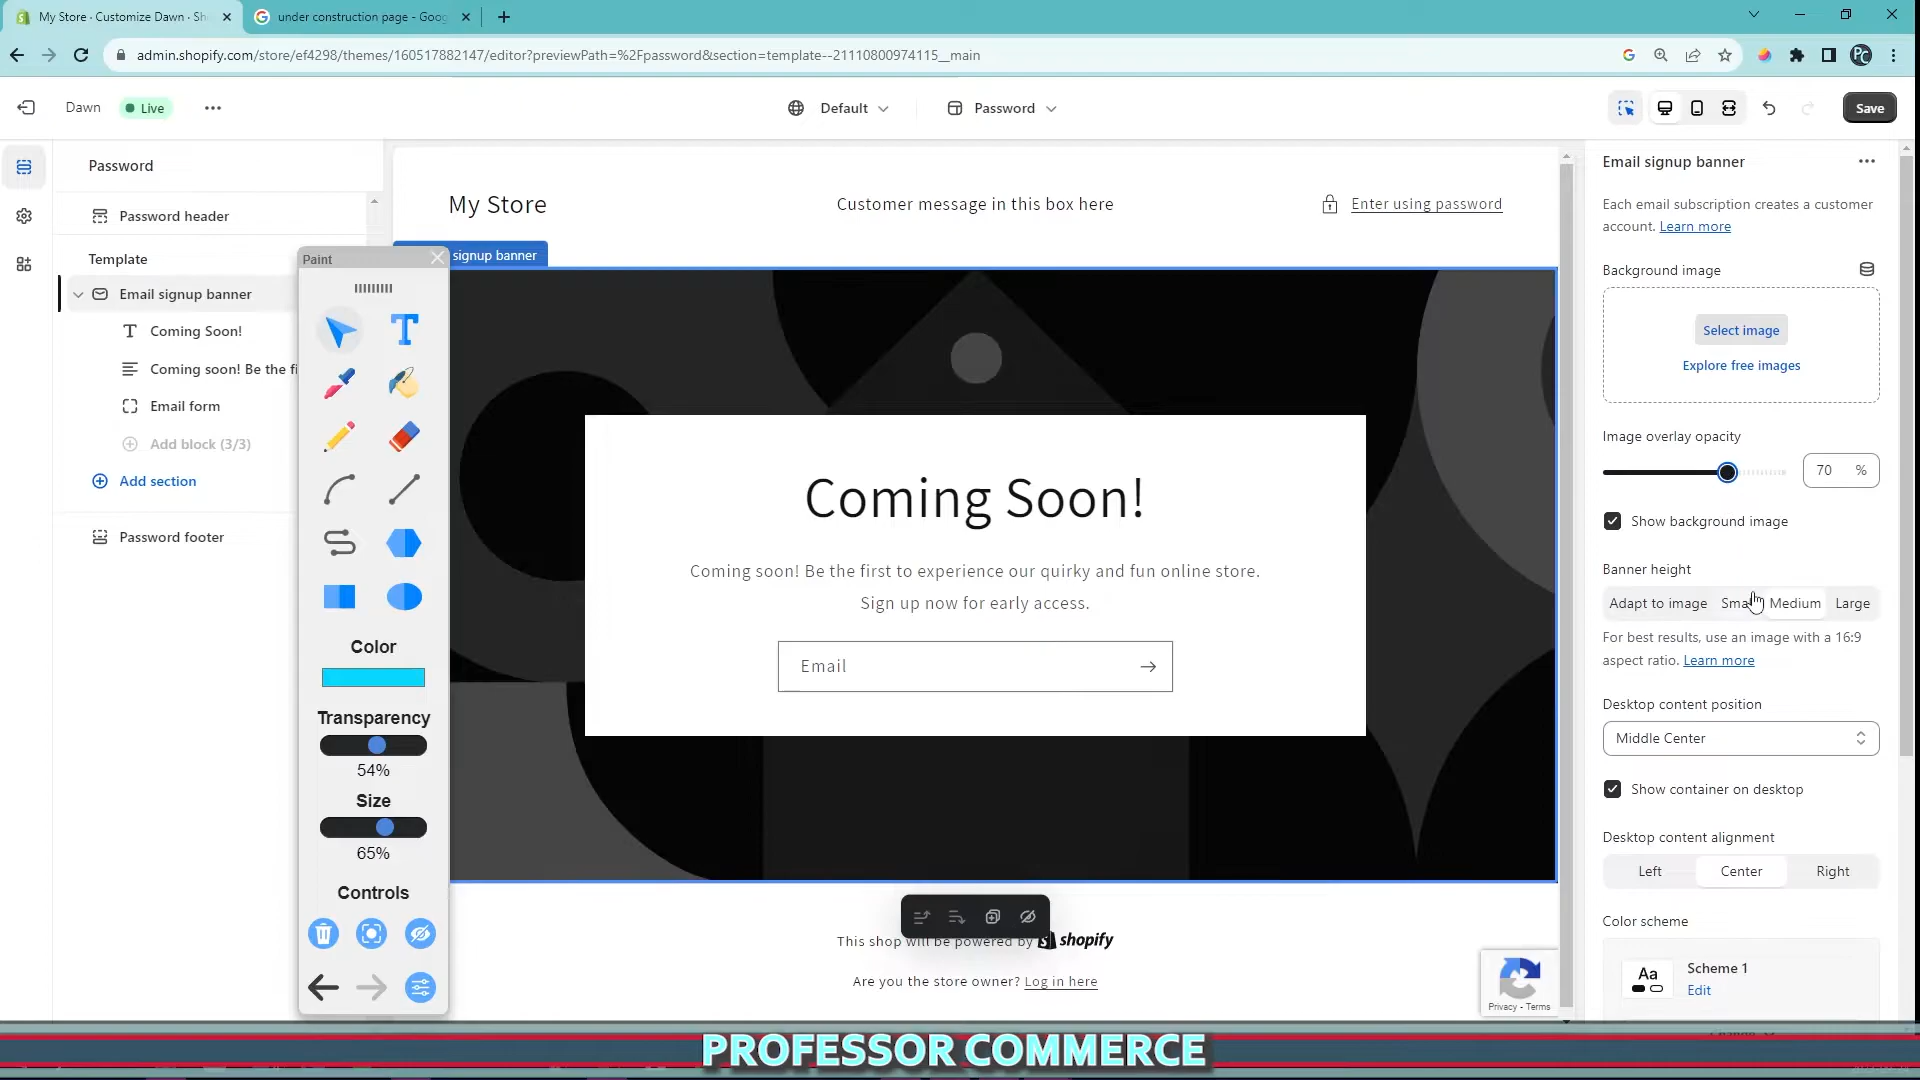 My Store · Customize Dawn · Sh
under construction page - Goog
admin.shopify.com/store/ef4298/themes/160517882147/editor?previewPath=%2Fpassword&section=template--21110800974115__main
Dawn
Live
Default
Password
Save
Password
Password header
Template
Email signup banner
Coming Soon!
Coming soon! Be the fi
Email form
Add block (3/3)
Add section
Password footer
Paint
Color
Transparency
54%
Size
65%
Controls
My Store
Customer message in this box here
Enter using password
signup banner
Coming Soon!
Coming soon! Be the first to experience our quirky and fun online store.
Sign up now for early access.
Email
This shop will be powered by shopify
Are you the store owner? Log in here
Privacy - Terms
Email signup banner
Each email subscription creates a customer
account. Learn more
Background image
Select image
Explore free images
Image overlay opacity
70 %
Show background image
Banner height
Adapt to image Small Medium Large
For best results, use an image with a 16:9
aspect ratio. Learn more
Desktop content position
Middle Center
Show container on desktop
Desktop content alignment
Left Center Right
Color scheme
Aa
Scheme 1
Edit
PROFESSOR COMMERCE